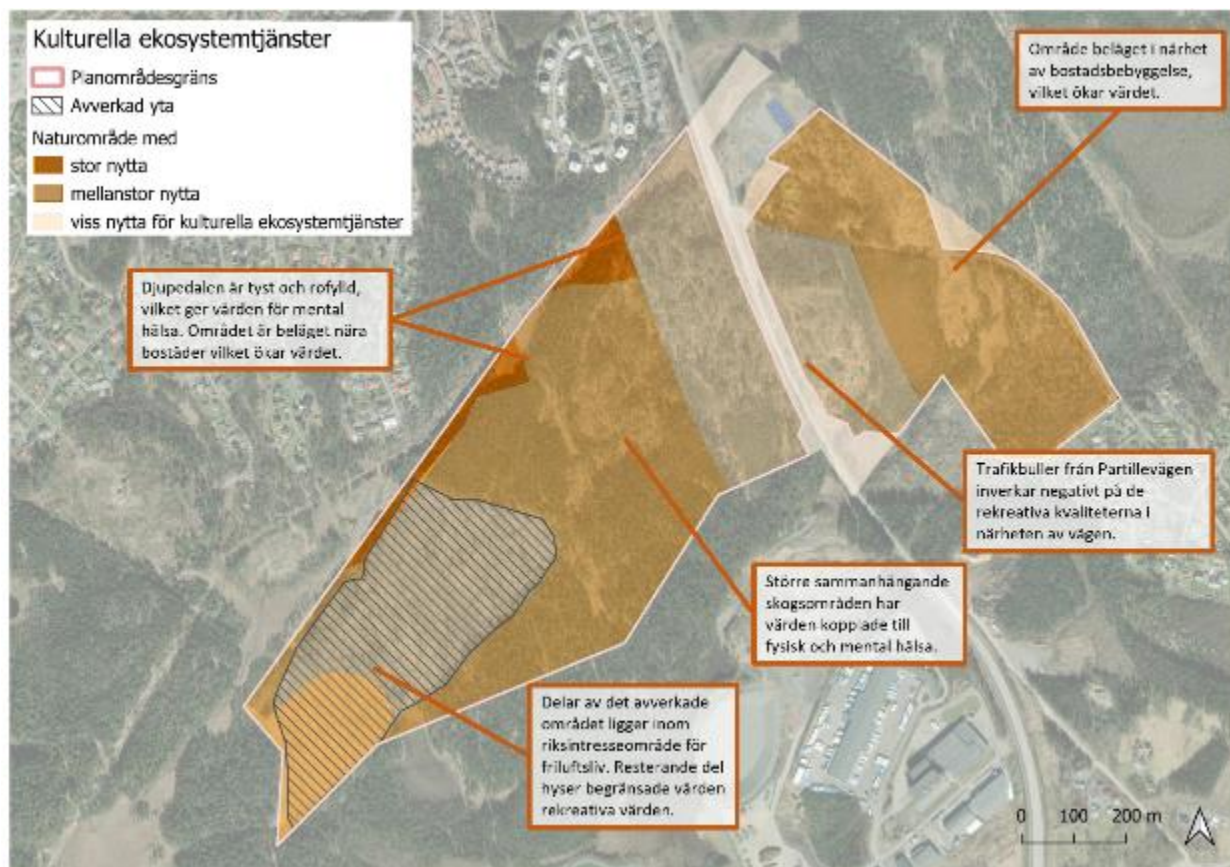 Kulturella ekosystemtjänster
Planområdesgräns
Avverkad yta
Naturområde med
stor nytta
mellanstor nytta
viss nytta för kulturella ekosystemtjänster
Område beläget i närhet
av bostadsbebyggelse,
vilket ökar värdet.
Djupedalen är tyst och rofylld,
vilket ger värden för mental
hälsa. Området är beläget nära
bostäder vilket ökar värdet.
Trafikbuller från Partillevägen
inverkar negativt på de
rekreativa kvaliteterna i
närheten av vägen.
Större sammanhängande
skogsområden har
värden kopplade till
fysisk och mental hälsa.
Delar av det avverkade
området ligger inom
riksintresseområde för
friluftsliv. Resterande del
hyser begränsade värden
rekreativa värden.
0 100 200 m